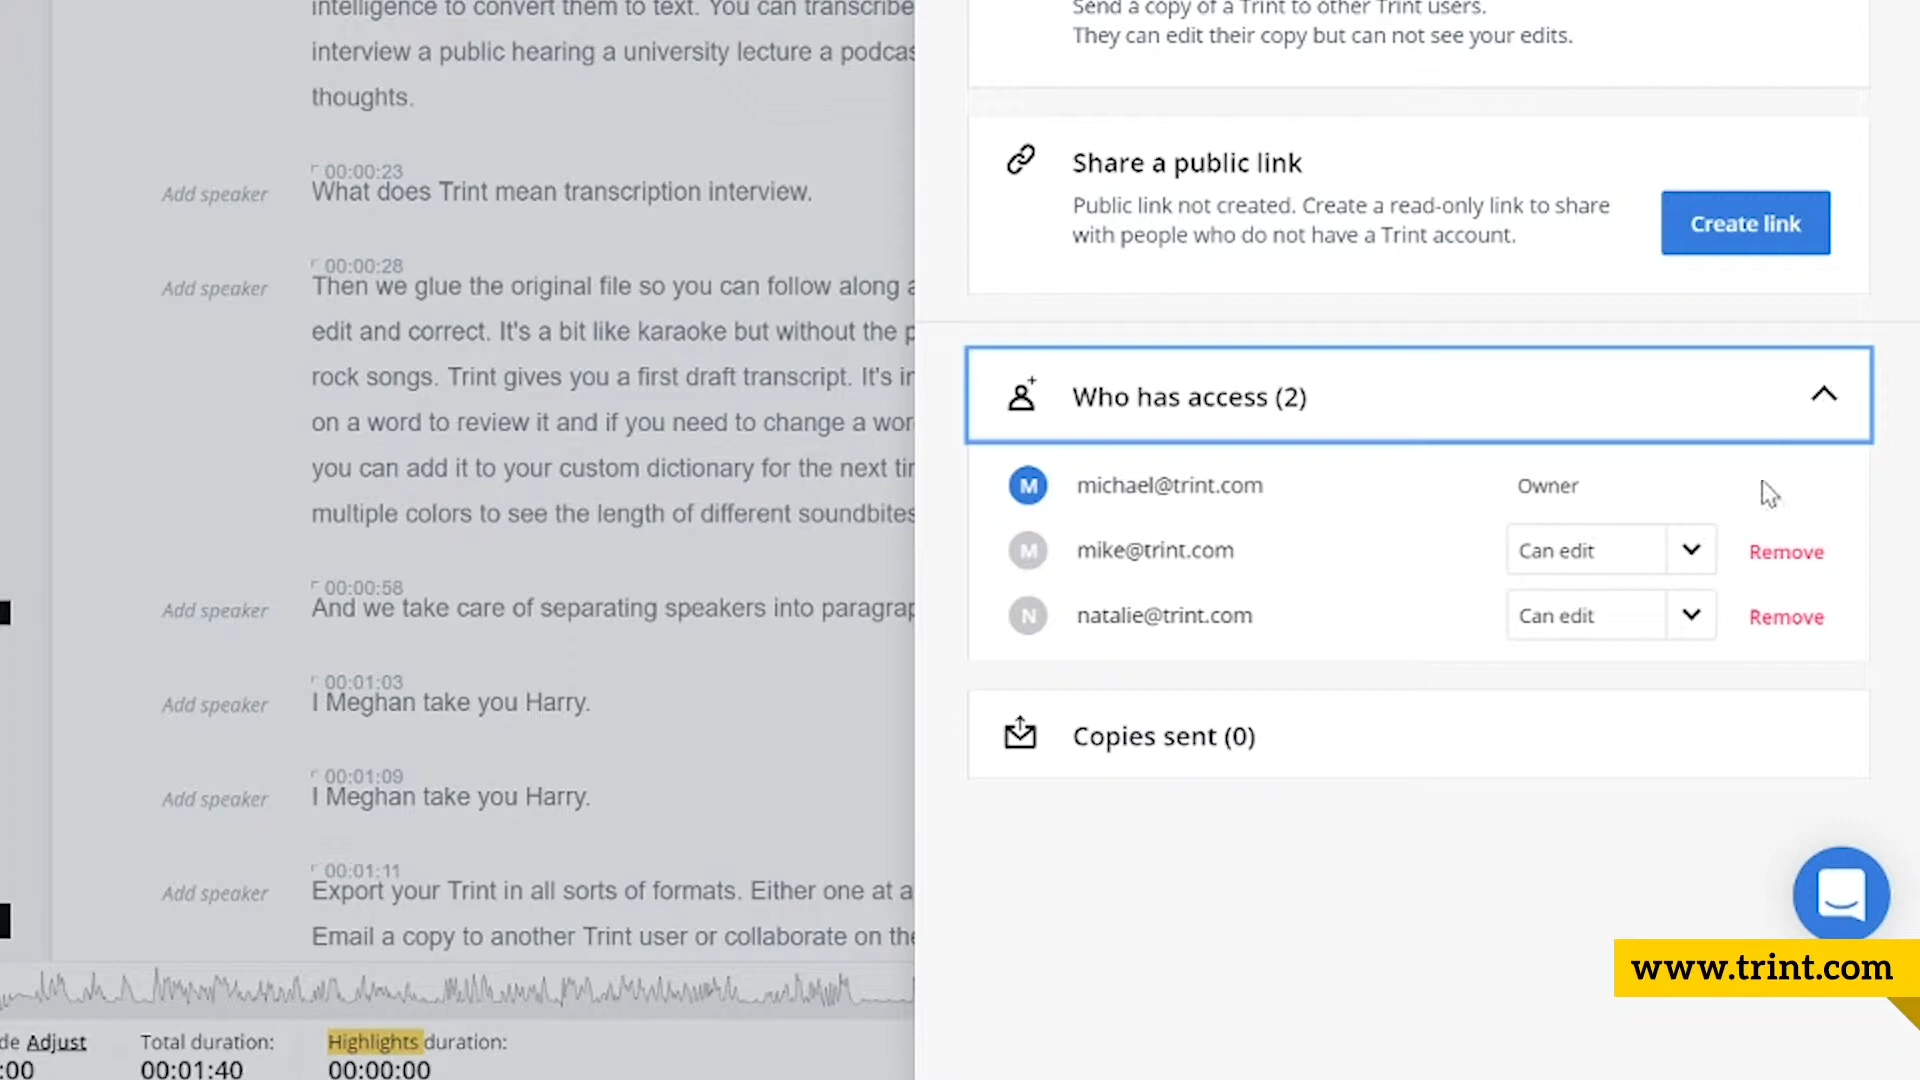 intelligence to convert them to text. You can transcribe
interview a public hearing a university lecture a podcas
thoughts.
00:00:23
Add speaker What does Trint mean transcription interview.
00:00:28
Add speaker Then we glue the original file so you can follow along a
edit and correct. It's a bit like karaoke but without the p
rock songs. Trint gives you a first draft transcript. It's in
on a word to review it and if you need to change a wor
you can add it to your custom dictionary for the next tir
multiple colors to see the length of different soundbites
00:00:58
Add speaker And we take care of separating speakers into paragrap
00:01:03
Add speaker I Meghan take you Harry.
00:01:09
Add speaker I Meghan take you Harry.
00:01:11
Add speaker Export your Trint in all sorts of formats. Either one at a
Email a copy to another Trint user or collaborate on the
de Adjust Total duration: Highlights duration:
:00 00:01:40 00:00:00
Send a copy of a Trint to other Trint users.
They can edit their copy but can not see your edits.
Share a public link
Public link not created. Create a read-only link to share
with people who do not have a Trint account.
Create link
Who has access (2)
M michael@trint.com Owner
M mike@trint.com Can edit Remove
N natalie@trint.com Can edit Remove
Copies sent (0)
www.trint.com